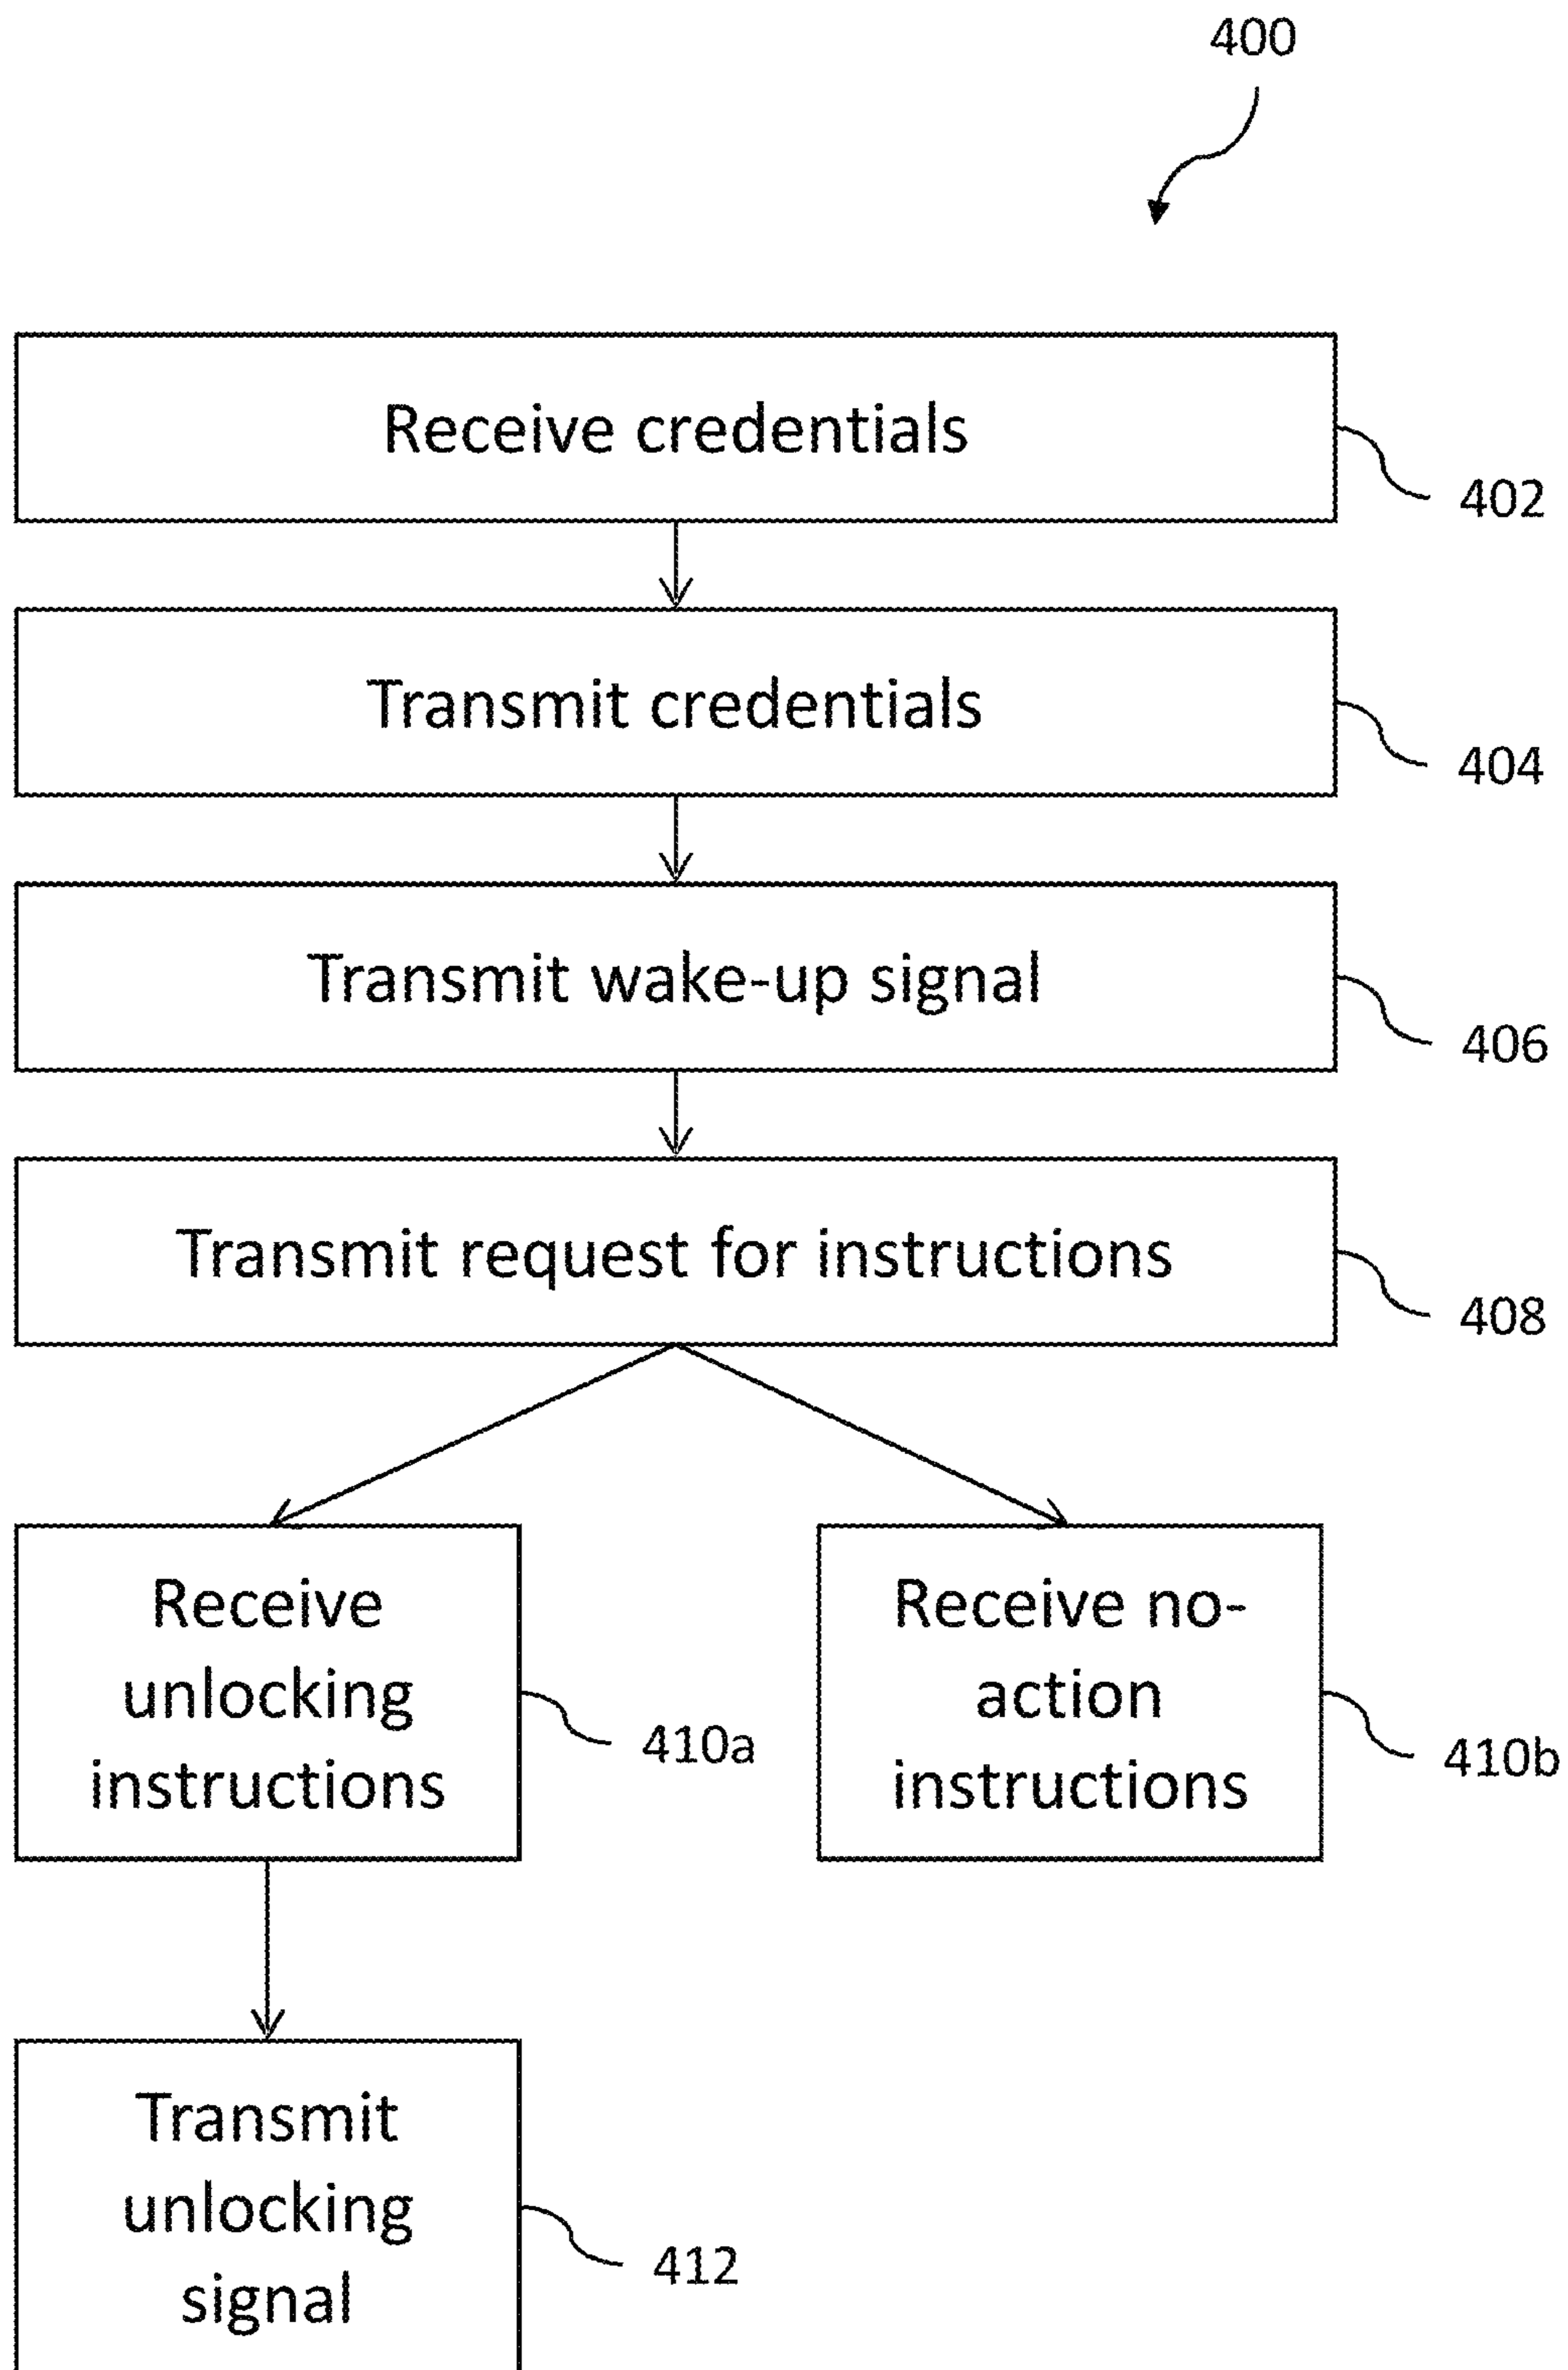 400
Receive credentials
402
Transmit credentials
404
Transmit wake-up signal
406
Transmit request for instructions
408
Receive
unlocking
instructions
410a
Receive no-
action
instructions
410b
Transmit
unlocking
signal
412